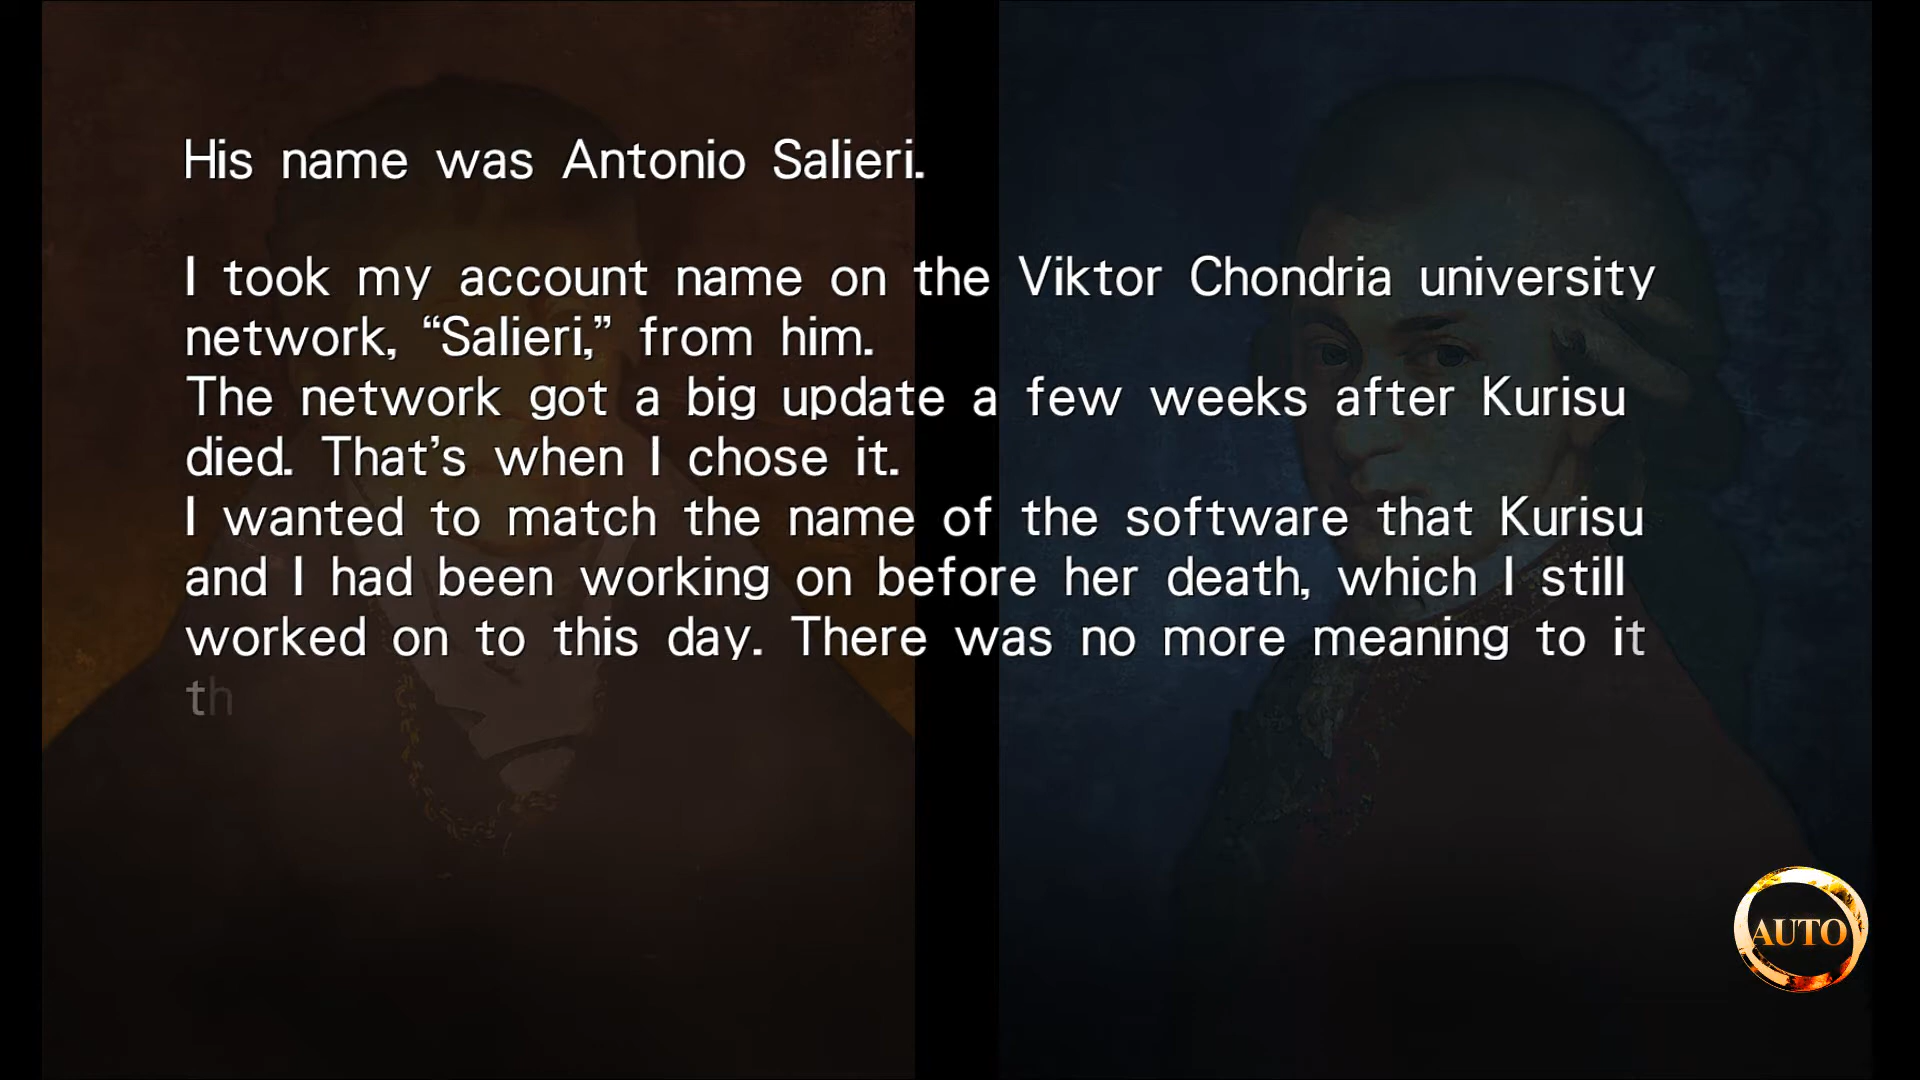 His name was Antonio Salieri.
I took my account name on the Viktor Chondria university
network, “Salieri,” from him.
The network got a big update a few weeks after Kurisu
died. That’s when I chose it.
I wanted to match the name of the software that Kurisu
and I had been working on before her death, which I still
worked on to this day. There was no more meaning to it
th
AUTO